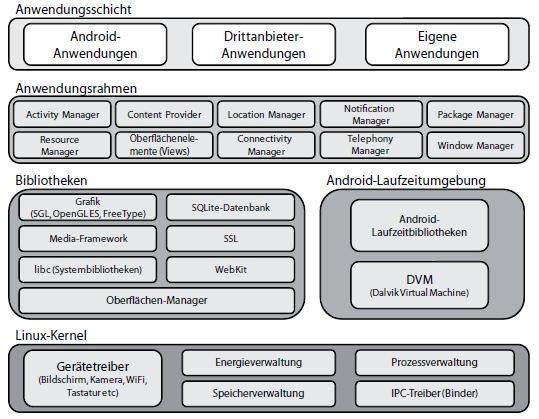 Anwendungsschicht
Android-
Anwendungen
Drittanbieter-
Anwendungen
Eigene
Anwendungen
Anwendungsrahmen
Activity Manager
Content Provider
Location Manager
Notification
Manager
Package Manager
Resource
Manager
Oberflächenele-
mente (Views)
Connectivity
Manager
Telephony
Manager
Window Manager
Bibliotheken
Grafik
(SGL, OpenGL ES, FreeType)
SQLite-Datenbank
Media-Framework
SSL
libc (Systembibliotheken)
WebKit
Oberflächen-Manager
Android-Laufzeitumgebung
Android-
Laufzeitbibliotheken
DVM
(Dalvik Virtual Machine)
Linux-Kernel
Gerätetreiber
(Bildschirm, Kamera, WiFi,
Tastatur etc)
Energieverwaltung
Prozessverwaltung
Speicherverwaltung
IPC-Treiber (Binder)